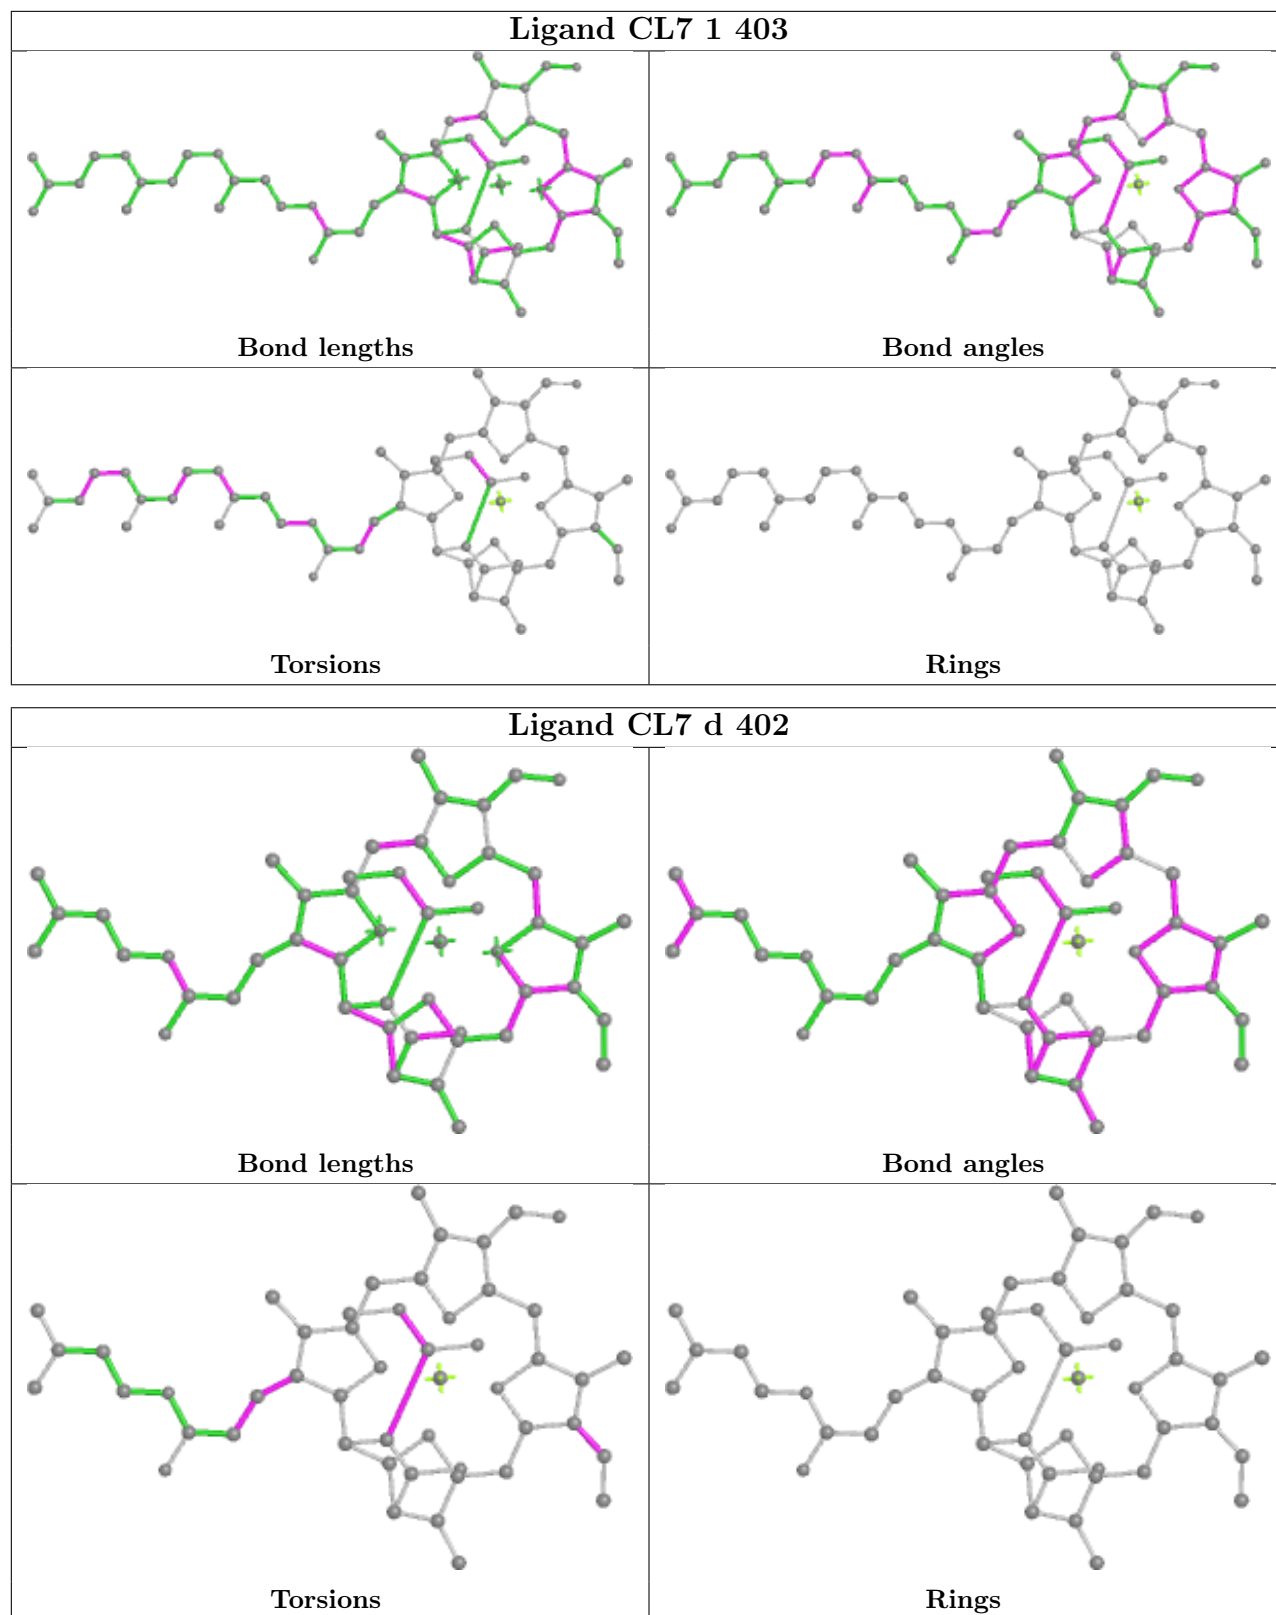 Ligand CL7 1 403
Bond lengths
Bond angles
Torsions
Rings
Ligand CL7 d 402
Bond lengths
Bond angles
Torsions
Rings